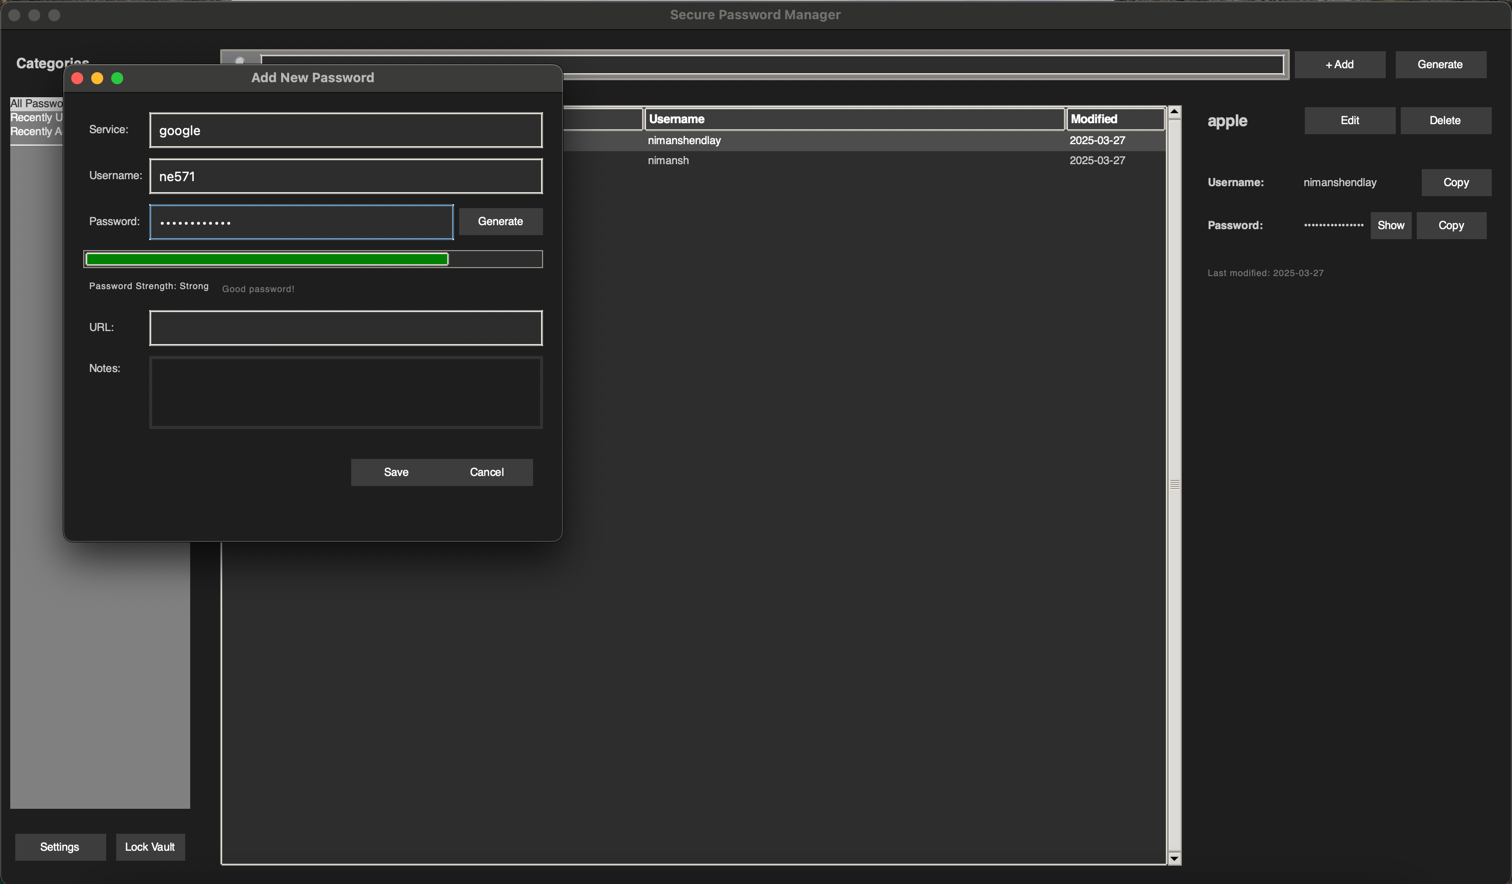 Secure Password Manager
Categories
+ Add
Generate
Add New Password
All Passwo
Recently U
Recently A
Service:
google
Username:
ne571
Password:
••••••••••••
Generate
Password Strength: Strong
Good password!
URL:
Notes:
Save
Cancel
Username
Modified
nimanshendlay
2025-03-27
nimansh
2025-03-27
apple
Edit
Delete
Username:
nimanshendlay
Copy
Password:
•••••••••••••••
Show
Copy
Last modified: 2025-03-27
Settings
Lock Vault